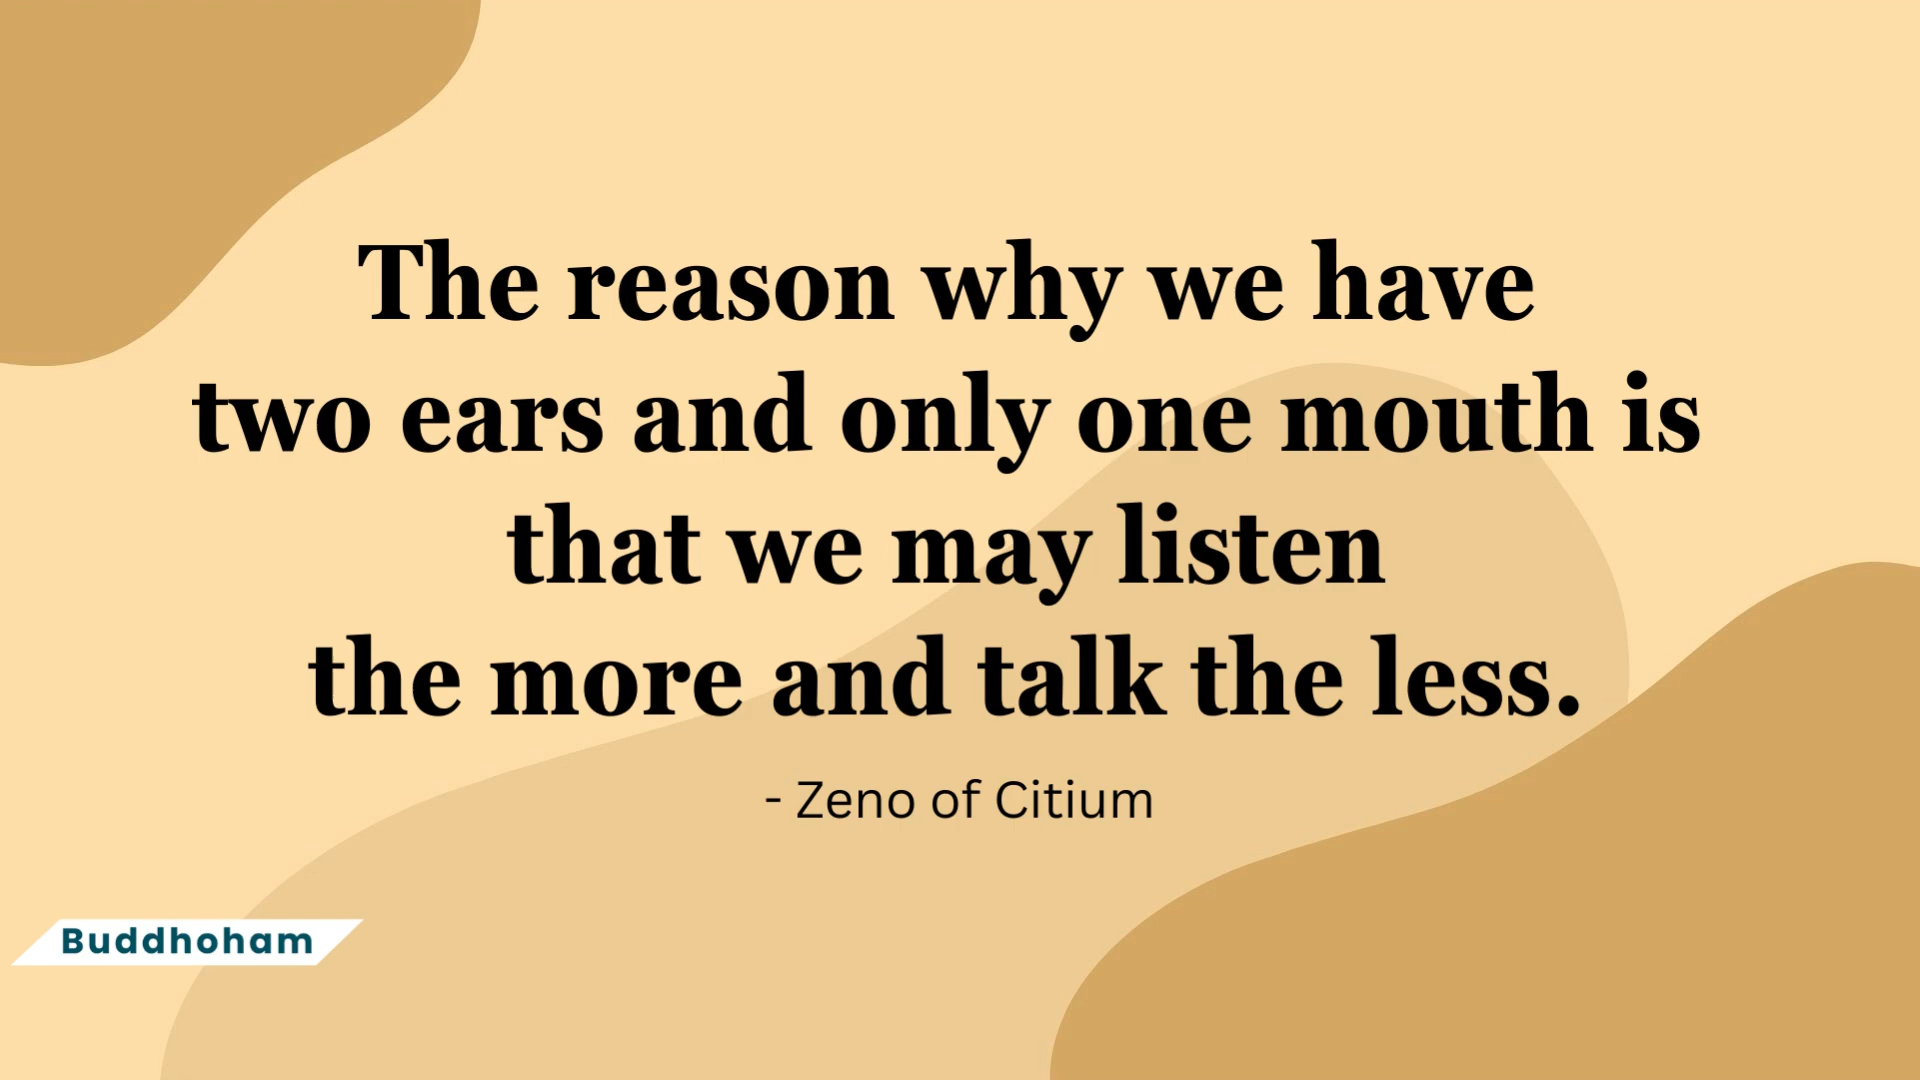 The reason why we have
two ears and only one mouth is
that we may listen
the more and talk the less.
- Zeno of Citium
Buddhoham